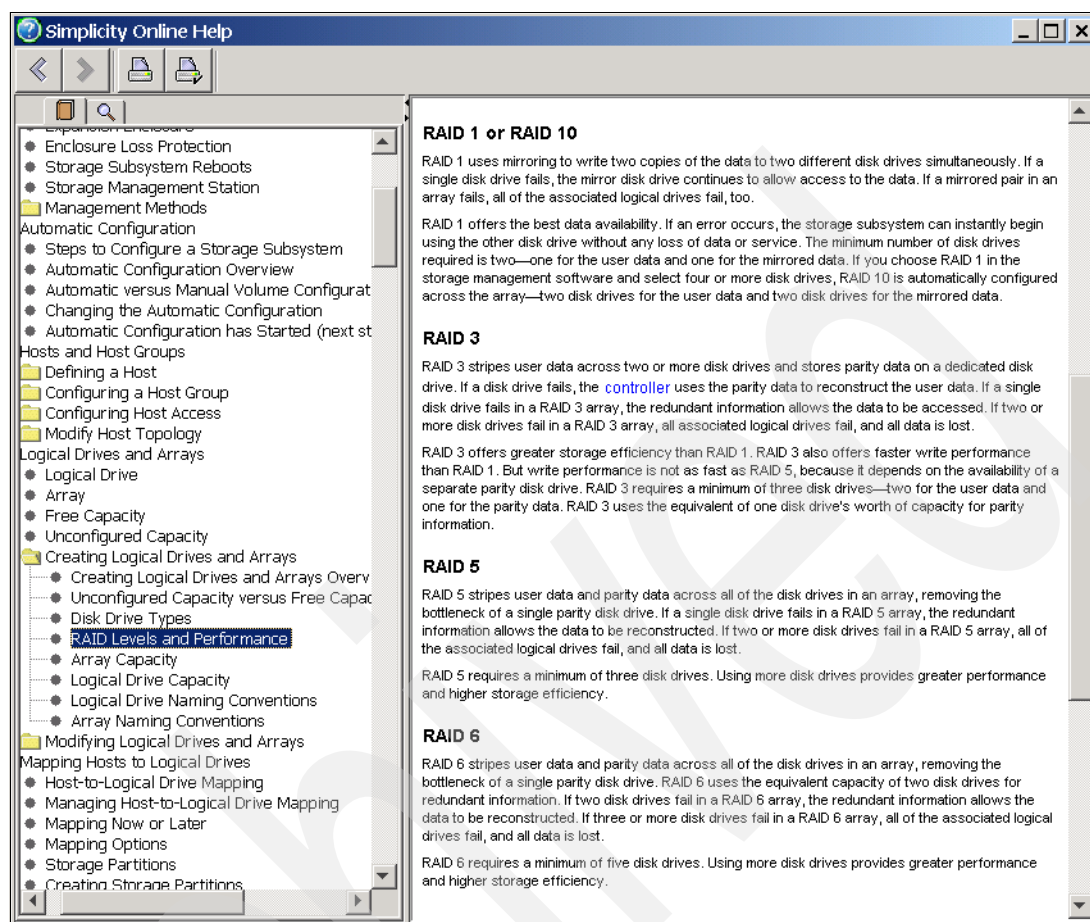 Simplicity Online Help
Expansion Enclosure
Enclosure Loss Protection
Storage Subsystem Reboots
Storage Management Station
Management Methods
Automatic Configuration
Steps to Configure a Storage Subsystem
Automatic Configuration Overview
Automatic versus Manual Volume Configurat
Changing the Automatic Configuration
Automatic Configuration has Started (next st
Hosts and Host Groups
Defining a Host
Configuring a Host Group
Configuring Host Access
Modify Host Topology
Logical Drives and Arrays
Logical Drive
Array
Free Capacity
Unconfigured Capacity
Creating Logical Drives and Arrays
Creating Logical Drives and Arrays Overv
Unconfigured Capacity versus Free Capac
Disk Drive Types
RAID Levels and Performance
Array Capacity
Logical Drive Capacity
Logical Drive Naming Conventions
Array Naming Conventions
Modifying Logical Drives and Arrays
Mapping Hosts to Logical Drives
Host-to-Logical Drive Mapping
Managing Host-to-Logical Drive Mapping
Mapping Now or Later
Mapping Options
Storage Partitions
Creating Storage Partitions
RAID 1 or RAID 10
RAID 1 uses mirroring to write two copies of the data to two different disk drives simultaneously. If a
single disk drive fails, the mirror disk drive continues to allow access to the data. If a mirrored pair in an
array fails, all of the associated logical drives fail, too.
RAID 1 offers the best data availability. If an error occurs, the storage subsystem can instantly begin
using the other disk drive without any loss of data or service. The minimum number of disk drives
required is two—one for the user data and one for the mirrored data. If you choose RAID 1 in the
storage management software and select four or more disk drives, RAID 10 is automatically configured
across the array—two disk drives for the user data and two disk drives for the mirrored data.
RAID 3
RAID 3 stripes user data across two or more disk drives and stores parity data on a dedicated disk
drive. If a disk drive fails, the controller uses the parity data to reconstruct the user data. If a single
disk drive fails in a RAID 3 array, the redundant information allows the data to be accessed. If two or
more disk drives fail in a RAID 3 array, all associated logical drives fail, and all data is lost.
RAID 3 offers greater storage efficiency than RAID 1. RAID 3 also offers faster write performance
than RAID 1. But write performance is not as fast as RAID 5, because it depends on the availability of a
separate parity disk drive. RAID 3 requires a minimum of three disk drives—two for the user data and
one for the parity data. RAID 3 uses the equivalent of one disk drive's worth of capacity for parity
information.
RAID 5
RAID 5 stripes user data and parity data across all of the disk drives in an array, removing the
bottleneck of a single parity disk drive. If a single disk drive fails in a RAID 5 array, the redundant
information allows the data to be reconstructed. If two or more disk drives fail in a RAID 5 array, all of
the associated logical drives fail, and all data is lost.
RAID 5 requires a minimum of three disk drives. Using more disk drives provides greater performance
and higher storage efficiency.
RAID 6
RAID 6 stripes user data and parity data across all of the disk drives in an array, removing the
bottleneck of a single parity disk drive. RAID 6 uses the equivalent capacity of two disk drives for
redundant information. If two disk drives fail in a RAID 6 array, the redundant information allows the
data to be reconstructed. If three or more disk drives fail in a RAID 6 array, all of the associated logical
drives fail, and all data is lost.
RAID 6 requires a minimum of five disk drives. Using more disk drives provides greater performance
and higher storage efficiency.